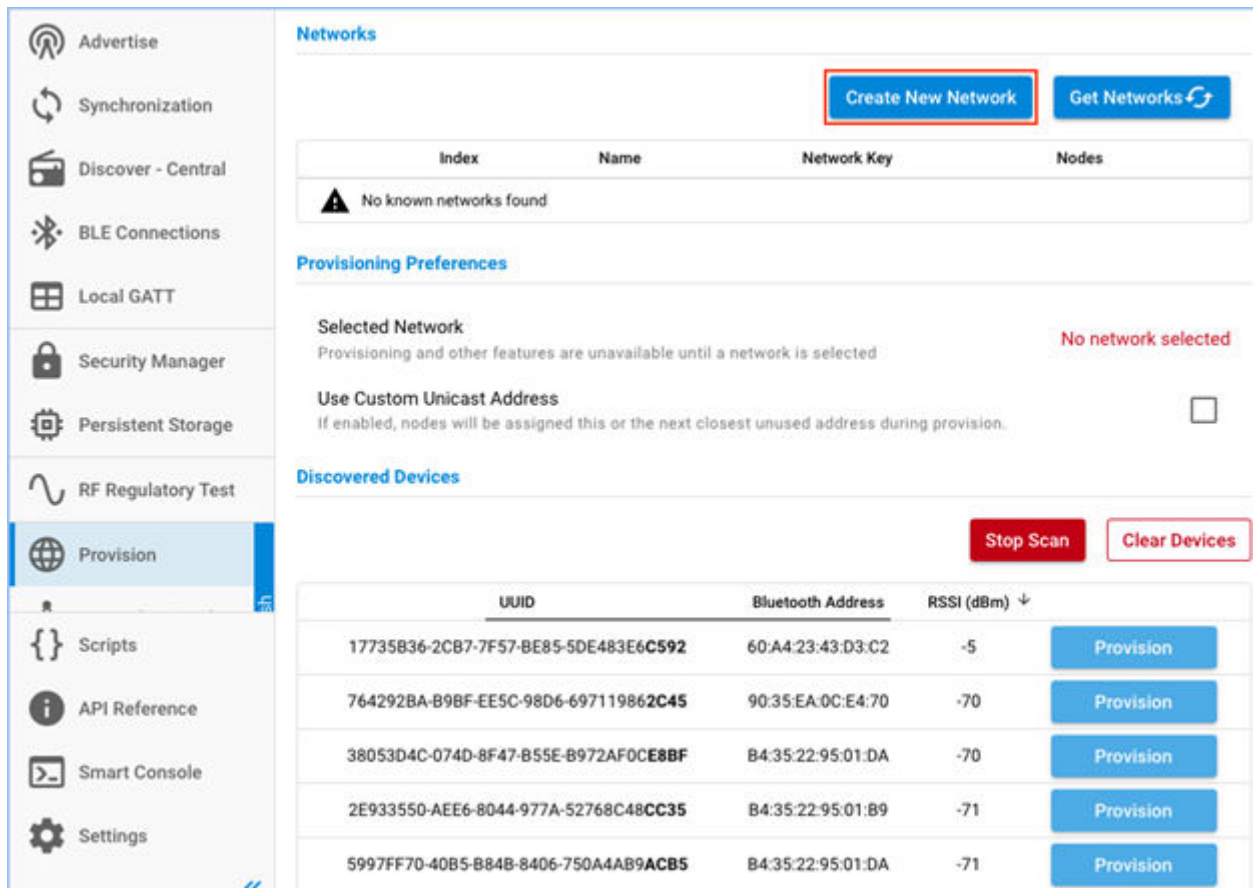 Advertise
Synchronization
Discover - Central
BLE Connections
Local GATT
Security Manager
Persistent Storage
RF Regulatory Test
Provision
Scripts
API Reference
Smart Console
Settings
Networks
Create New Network
Get Networks
Index Name Network Key Nodes
No known networks found
Provisioning Preferences
Selected Network
Provisioning and other features are unavailable until a network is selected
No network selected
Use Custom Unicast Address
If enabled, nodes will be assigned this or the next closest unused address during provision.
Discovered Devices
Stop Scan
Clear Devices
UUID Bluetooth Address RSSI (dBm)
17735B36-2CB7-7F57-BE85-5DE483E6C592 60:A4:23:43:D3:C2 -5 Provision
764292BA-B9BF-EE5C-98D6-697119862C45 90:35:EA:0C:E4:70 -70 Provision
38053D4C-074D-8F47-B55E-B972AF0CE8BF B4:35:22:95:01:DA -70 Provision
2E933550-AEE6-8044-977A-52768C48CC35 B4:35:22:95:01:B9 -71 Provision
5997FF70-40B5-B84B-8406-750A4AB9ACB5 B4:35:22:95:01:DA -71 Provision